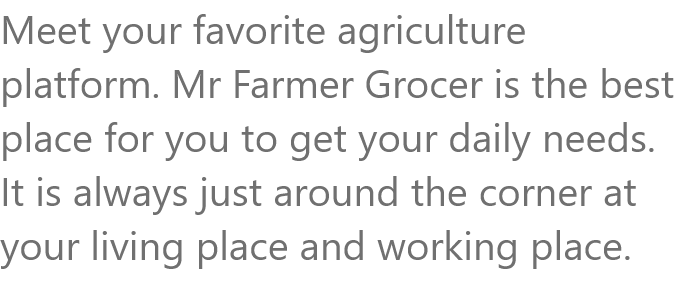 Meet your favorite agriculture
platform. Mr Farmer Grocer is the best
place for you to get your daily needs.
It is always just around the corner at
your living place and working place.